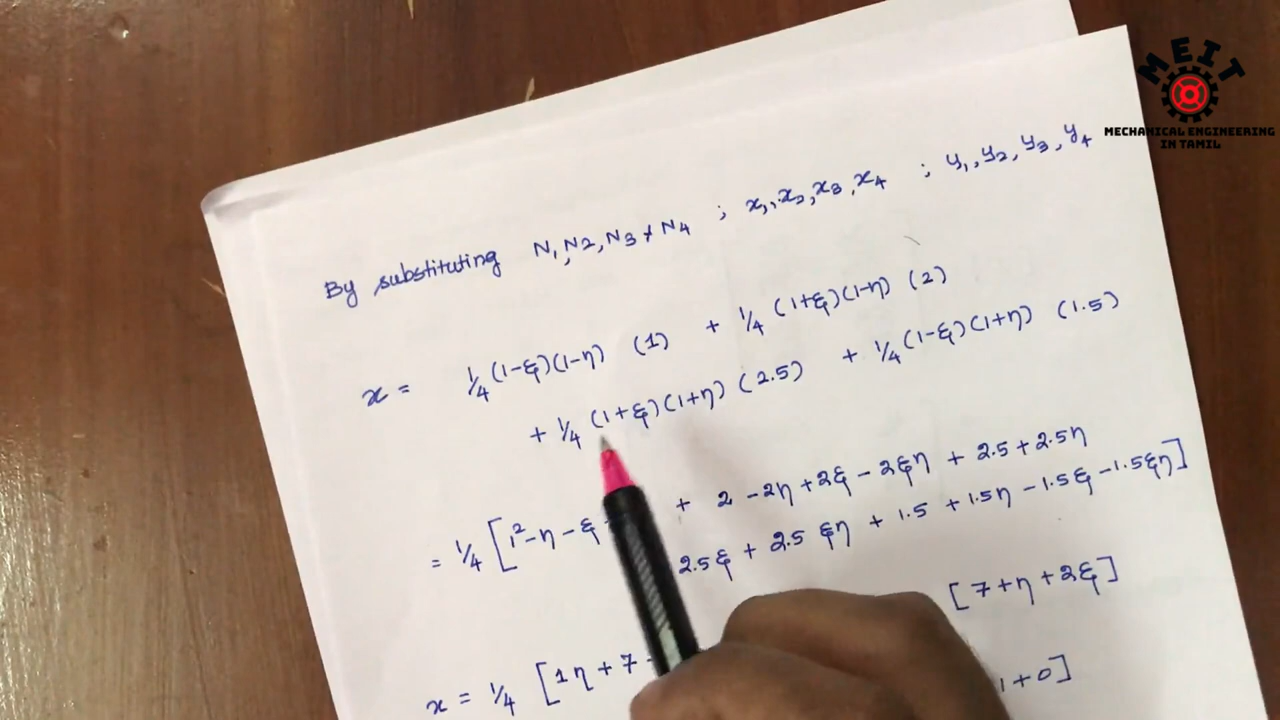 MEIT
MECHANICAL ENGINEERING
IN TAMIL
By substituting N₁, N₂, N₃ & N₄ ; x₁, x₂, x₃, x₄ ; y₁, y₂, y₃, y₄
x = ¼ (1-ξ)(1-η) (1) + ¼ (1+ξ)(1-η) (2)
+ ¼ (1+ξ)(1+η) (2.5) + ¼ (1-ξ)(1+η) (1.5)
= ¼ [1² - η - ξ + 2 - 2η + 2ξ - 2ξη + 2.5 + 2.5η
2.5ξ + 2.5 ξη + 1.5 + 1.5η - 1.5ξ - 1.5ξη]
[7 + η + 2ξ]
x = ¼ [1η + 7
1 + 0]